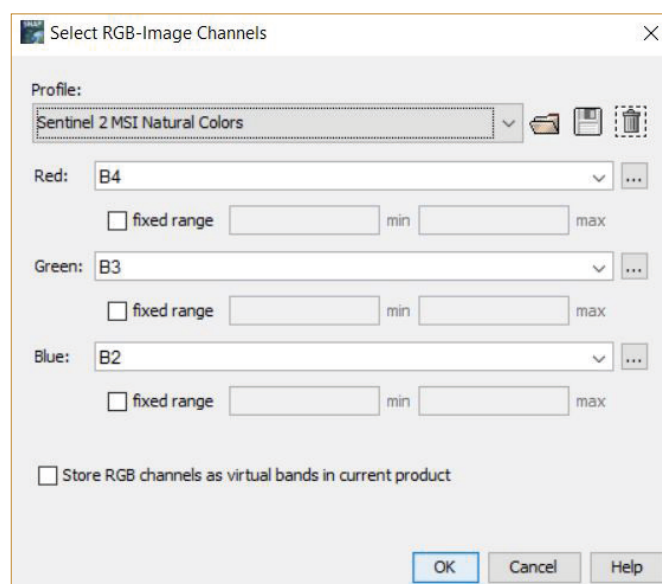 Select RGB-Image Channels
Profile:
Sentinel 2 MSI Natural Colors
Red: B4 ...
fixed range min max
Green: B3 ...
fixed range min max
Blue: B2 ...
fixed range min max
Store RGB channels as virtual bands in current product
OK Cancel Help